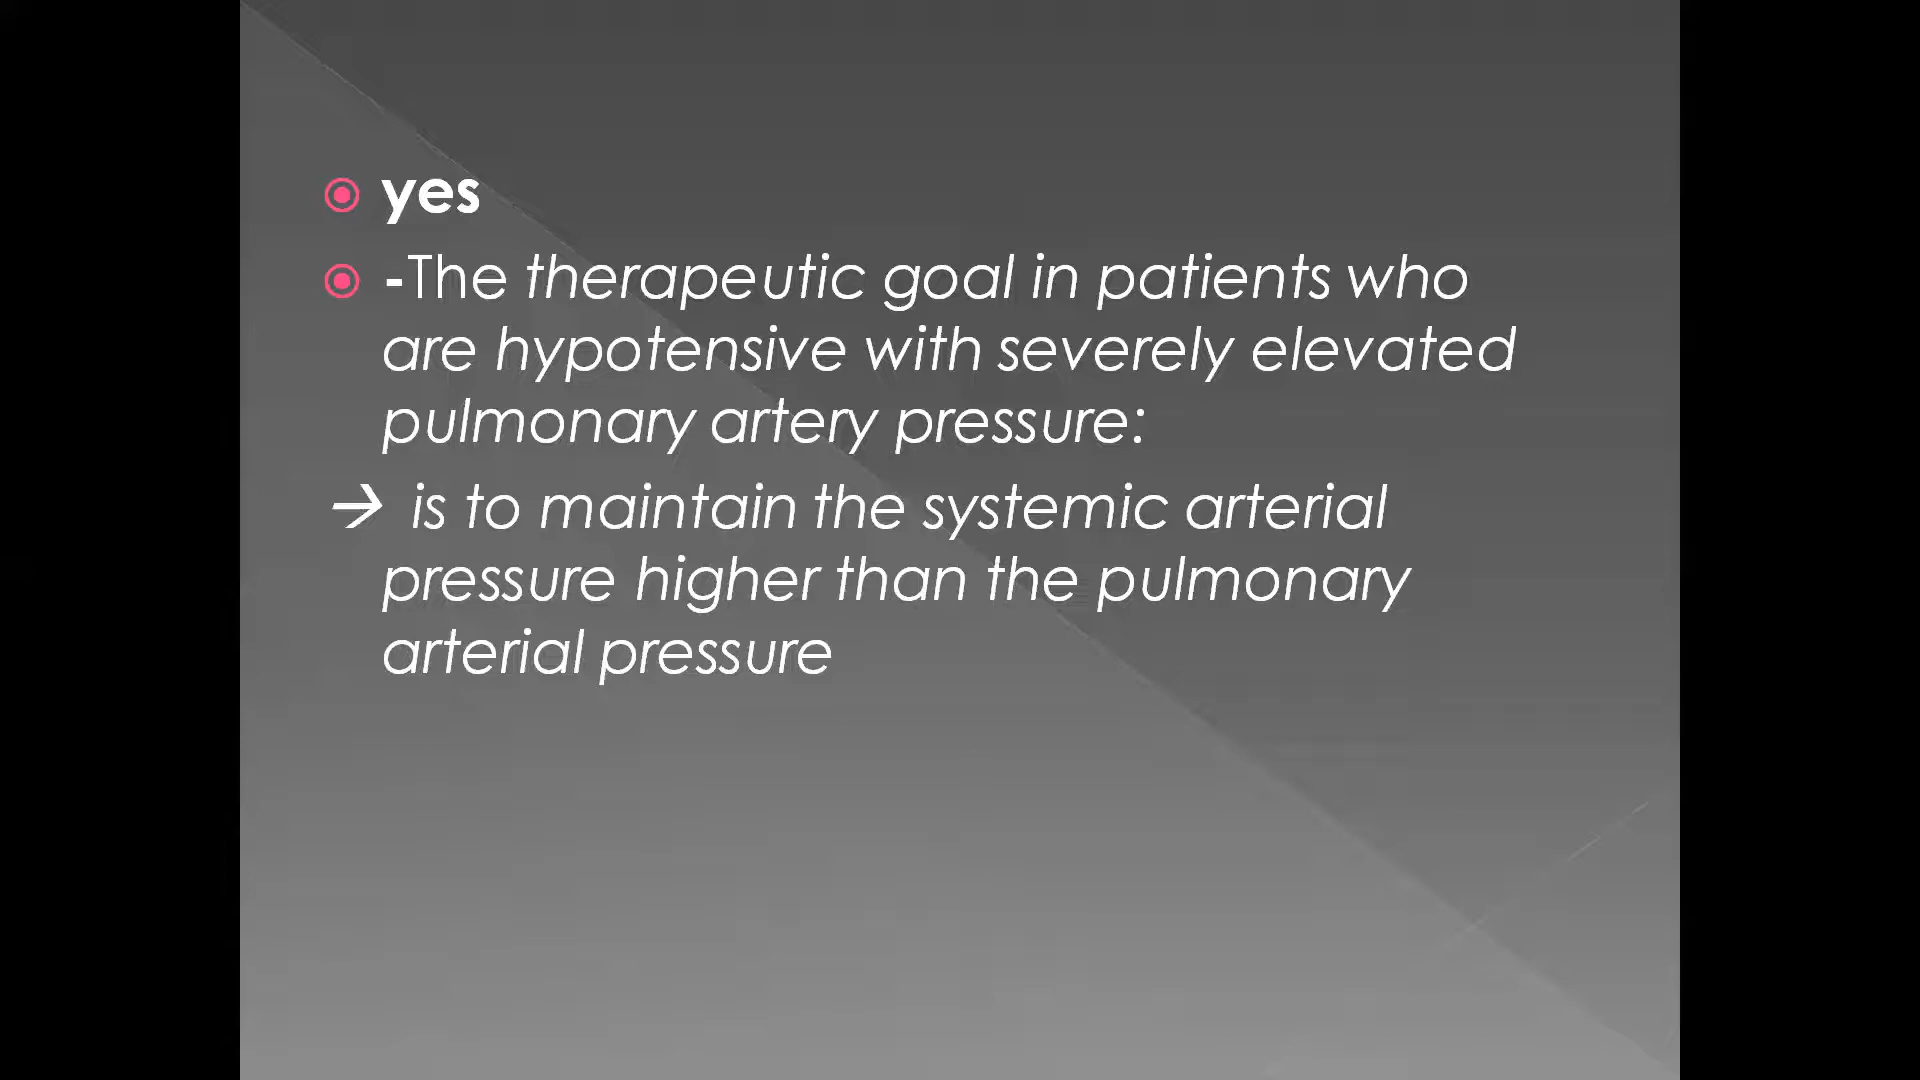 yes
-The therapeutic goal in patients who
are hypotensive with severely elevated
pulmonary artery pressure:
→ is to maintain the systemic arterial
pressure higher than the pulmonary
arterial pressure